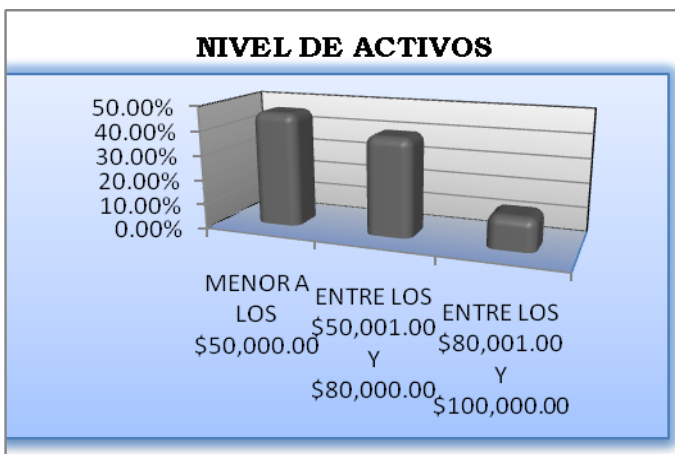 NIVEL DE ACTIVOS
50.00%
40.00%
30.00%
20.00%
10.00%
0.00%
MENOR A
LOS
$50,000.00
ENTRE LOS
$50,001.00
Y
$80,000.00
ENTRE LOS
$80,001.00
Y
$100,000.00